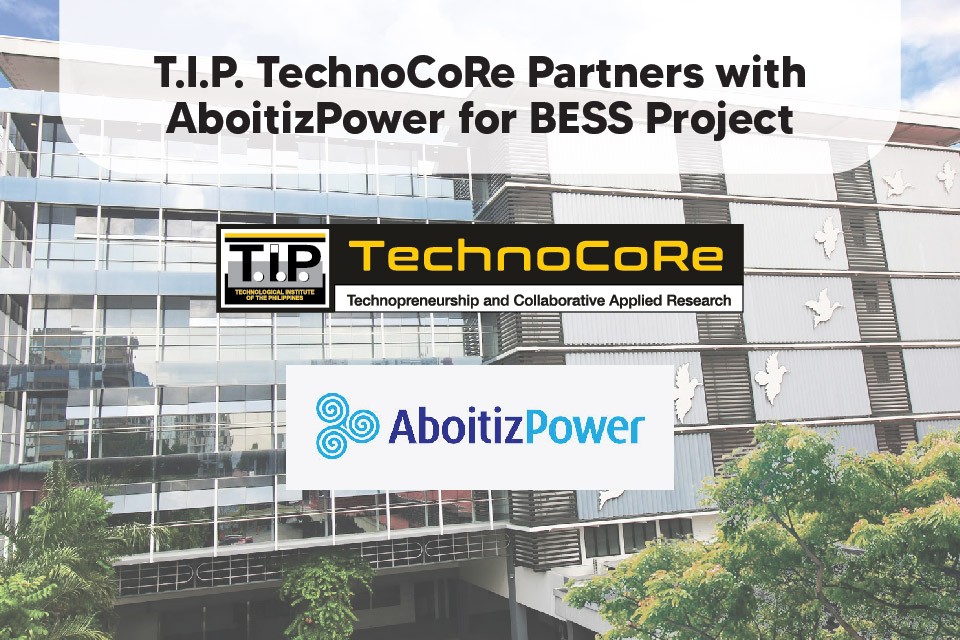 T.I.P. TechnoCoRe Partners with
AboitizPower for BESS Project
T.I.P.
TECHNOLOGICAL INSTITUTE
OF THE PHILIPPINES
TechnoCoRe
Technopreneurship and Collaborative Applied Research
AboitizPower